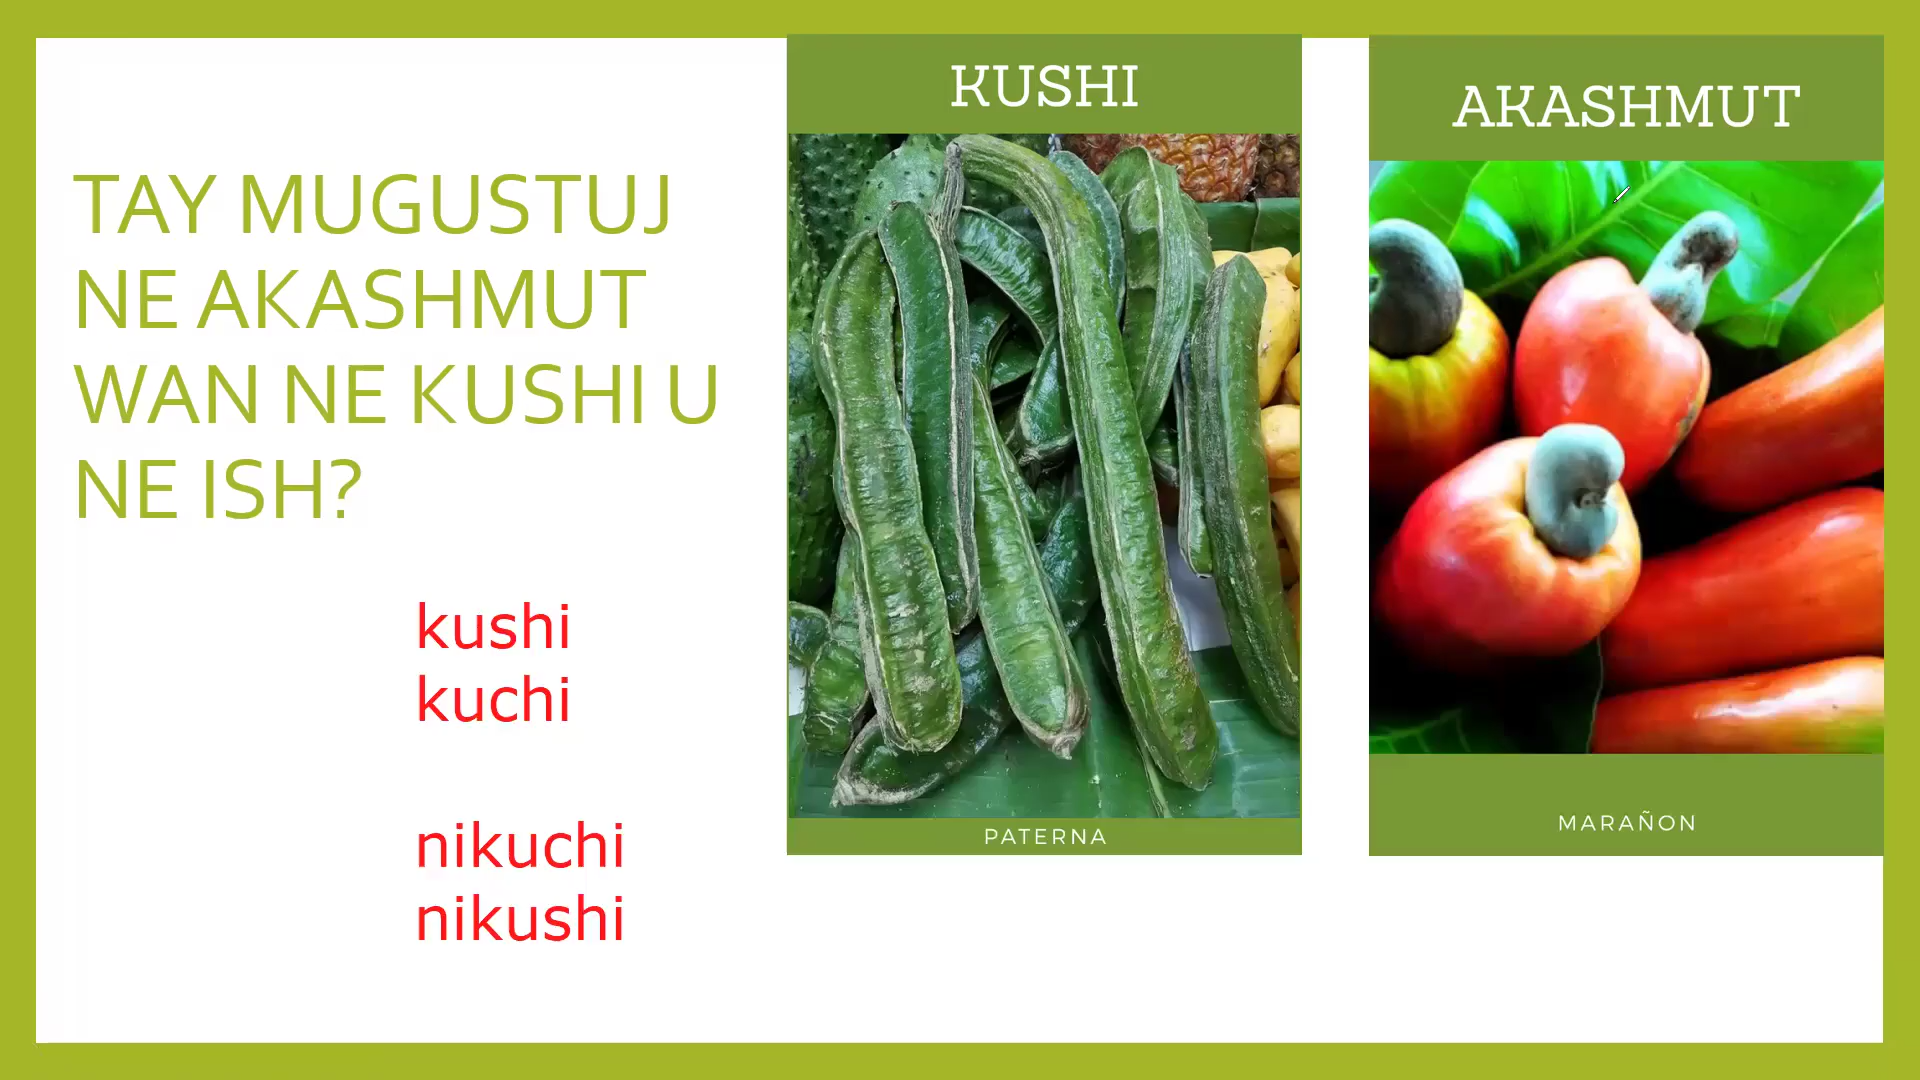 TAY MUGUSTUJ
NE AKASHMUT
WAN NE KUSHI U
NE ISH?
kushi
kuchi
nikuchi
nikushi
KUSHI
PATERNA
AKASHMUT
MARAÑON